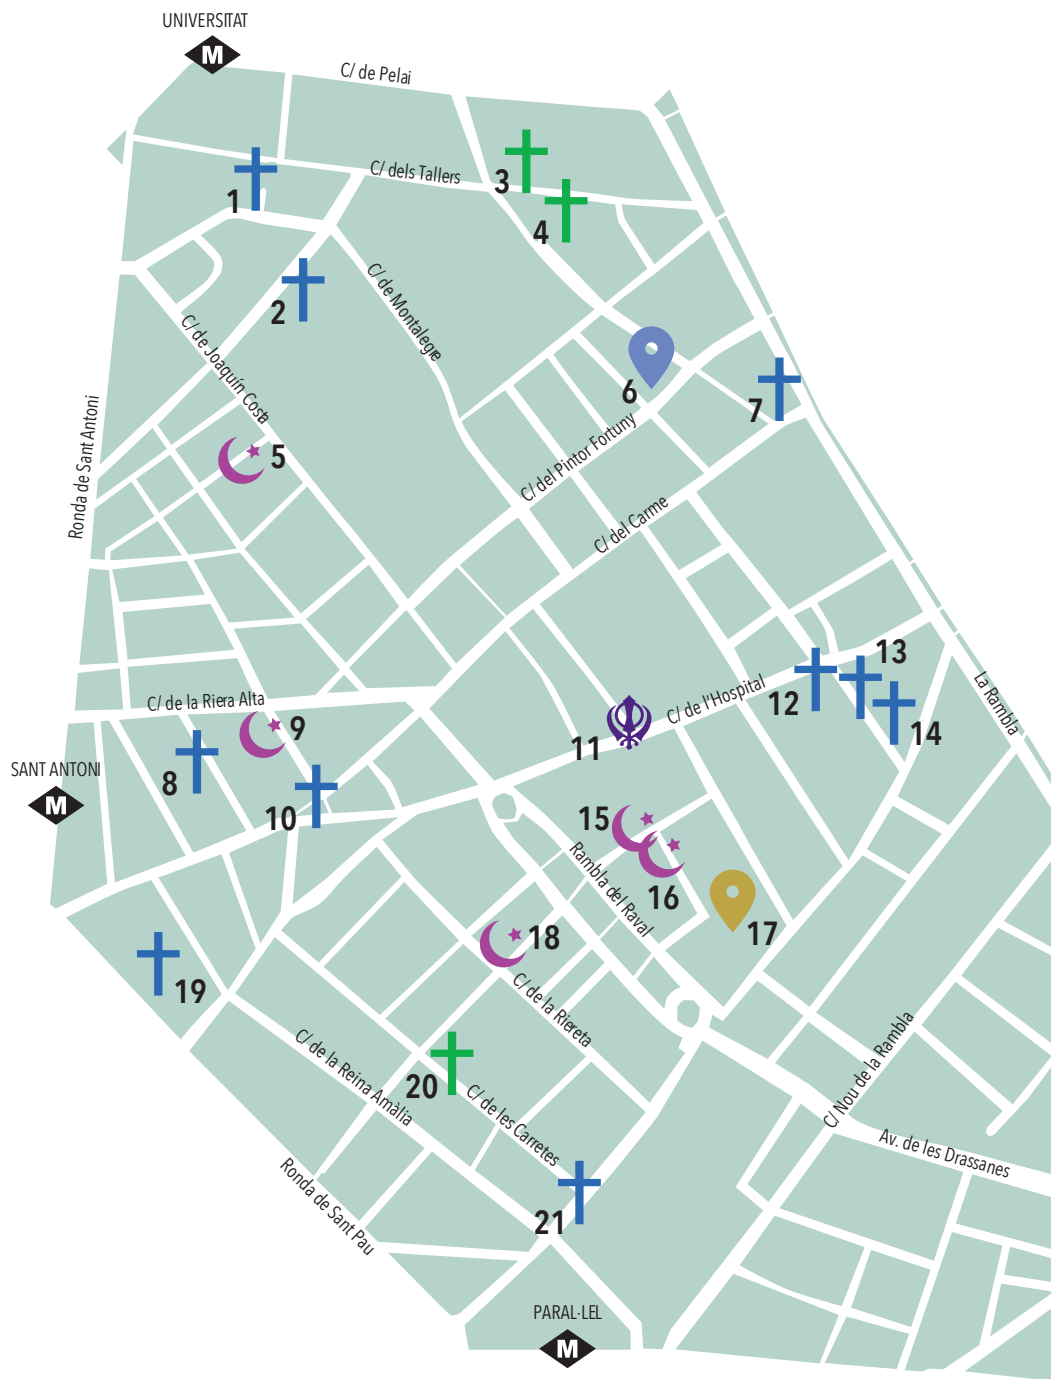 UNIVERSITAT
M
C/ de Pelai
C/ dels Tallers
3
1
4
2
C/ de Montalegre
C/ de Joaquín Costa
6
7
Ronda de Sant Antoni
5
C/ del Pintor Fortuny
C/ del Carme
13
12
La Rambla
C/ de la Riera Alta
C/ de l'Hospital
9
11
14
8
SANT ANTONI
M
10
15
Rambla del Raval
16
17
18
19
C/ de la Riereta
C/ de la Reina Amàlia
20
C/ de les Carretes
C/ Nou de la Rambla
Av. de les Drassanes
Ronda de Sant Pau
21
PARAL·LEL
M